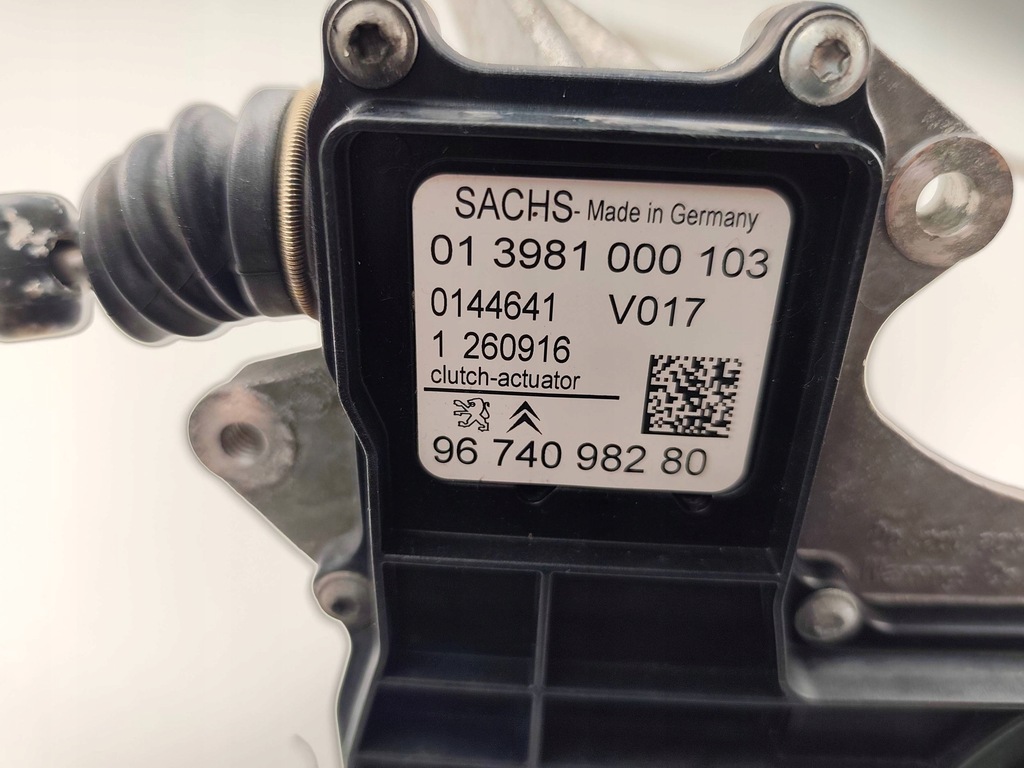 SACHS- Made in Germany
01 3981 000 103
0144641 V017
1 260916
clutch-actuator
96 740 982 80